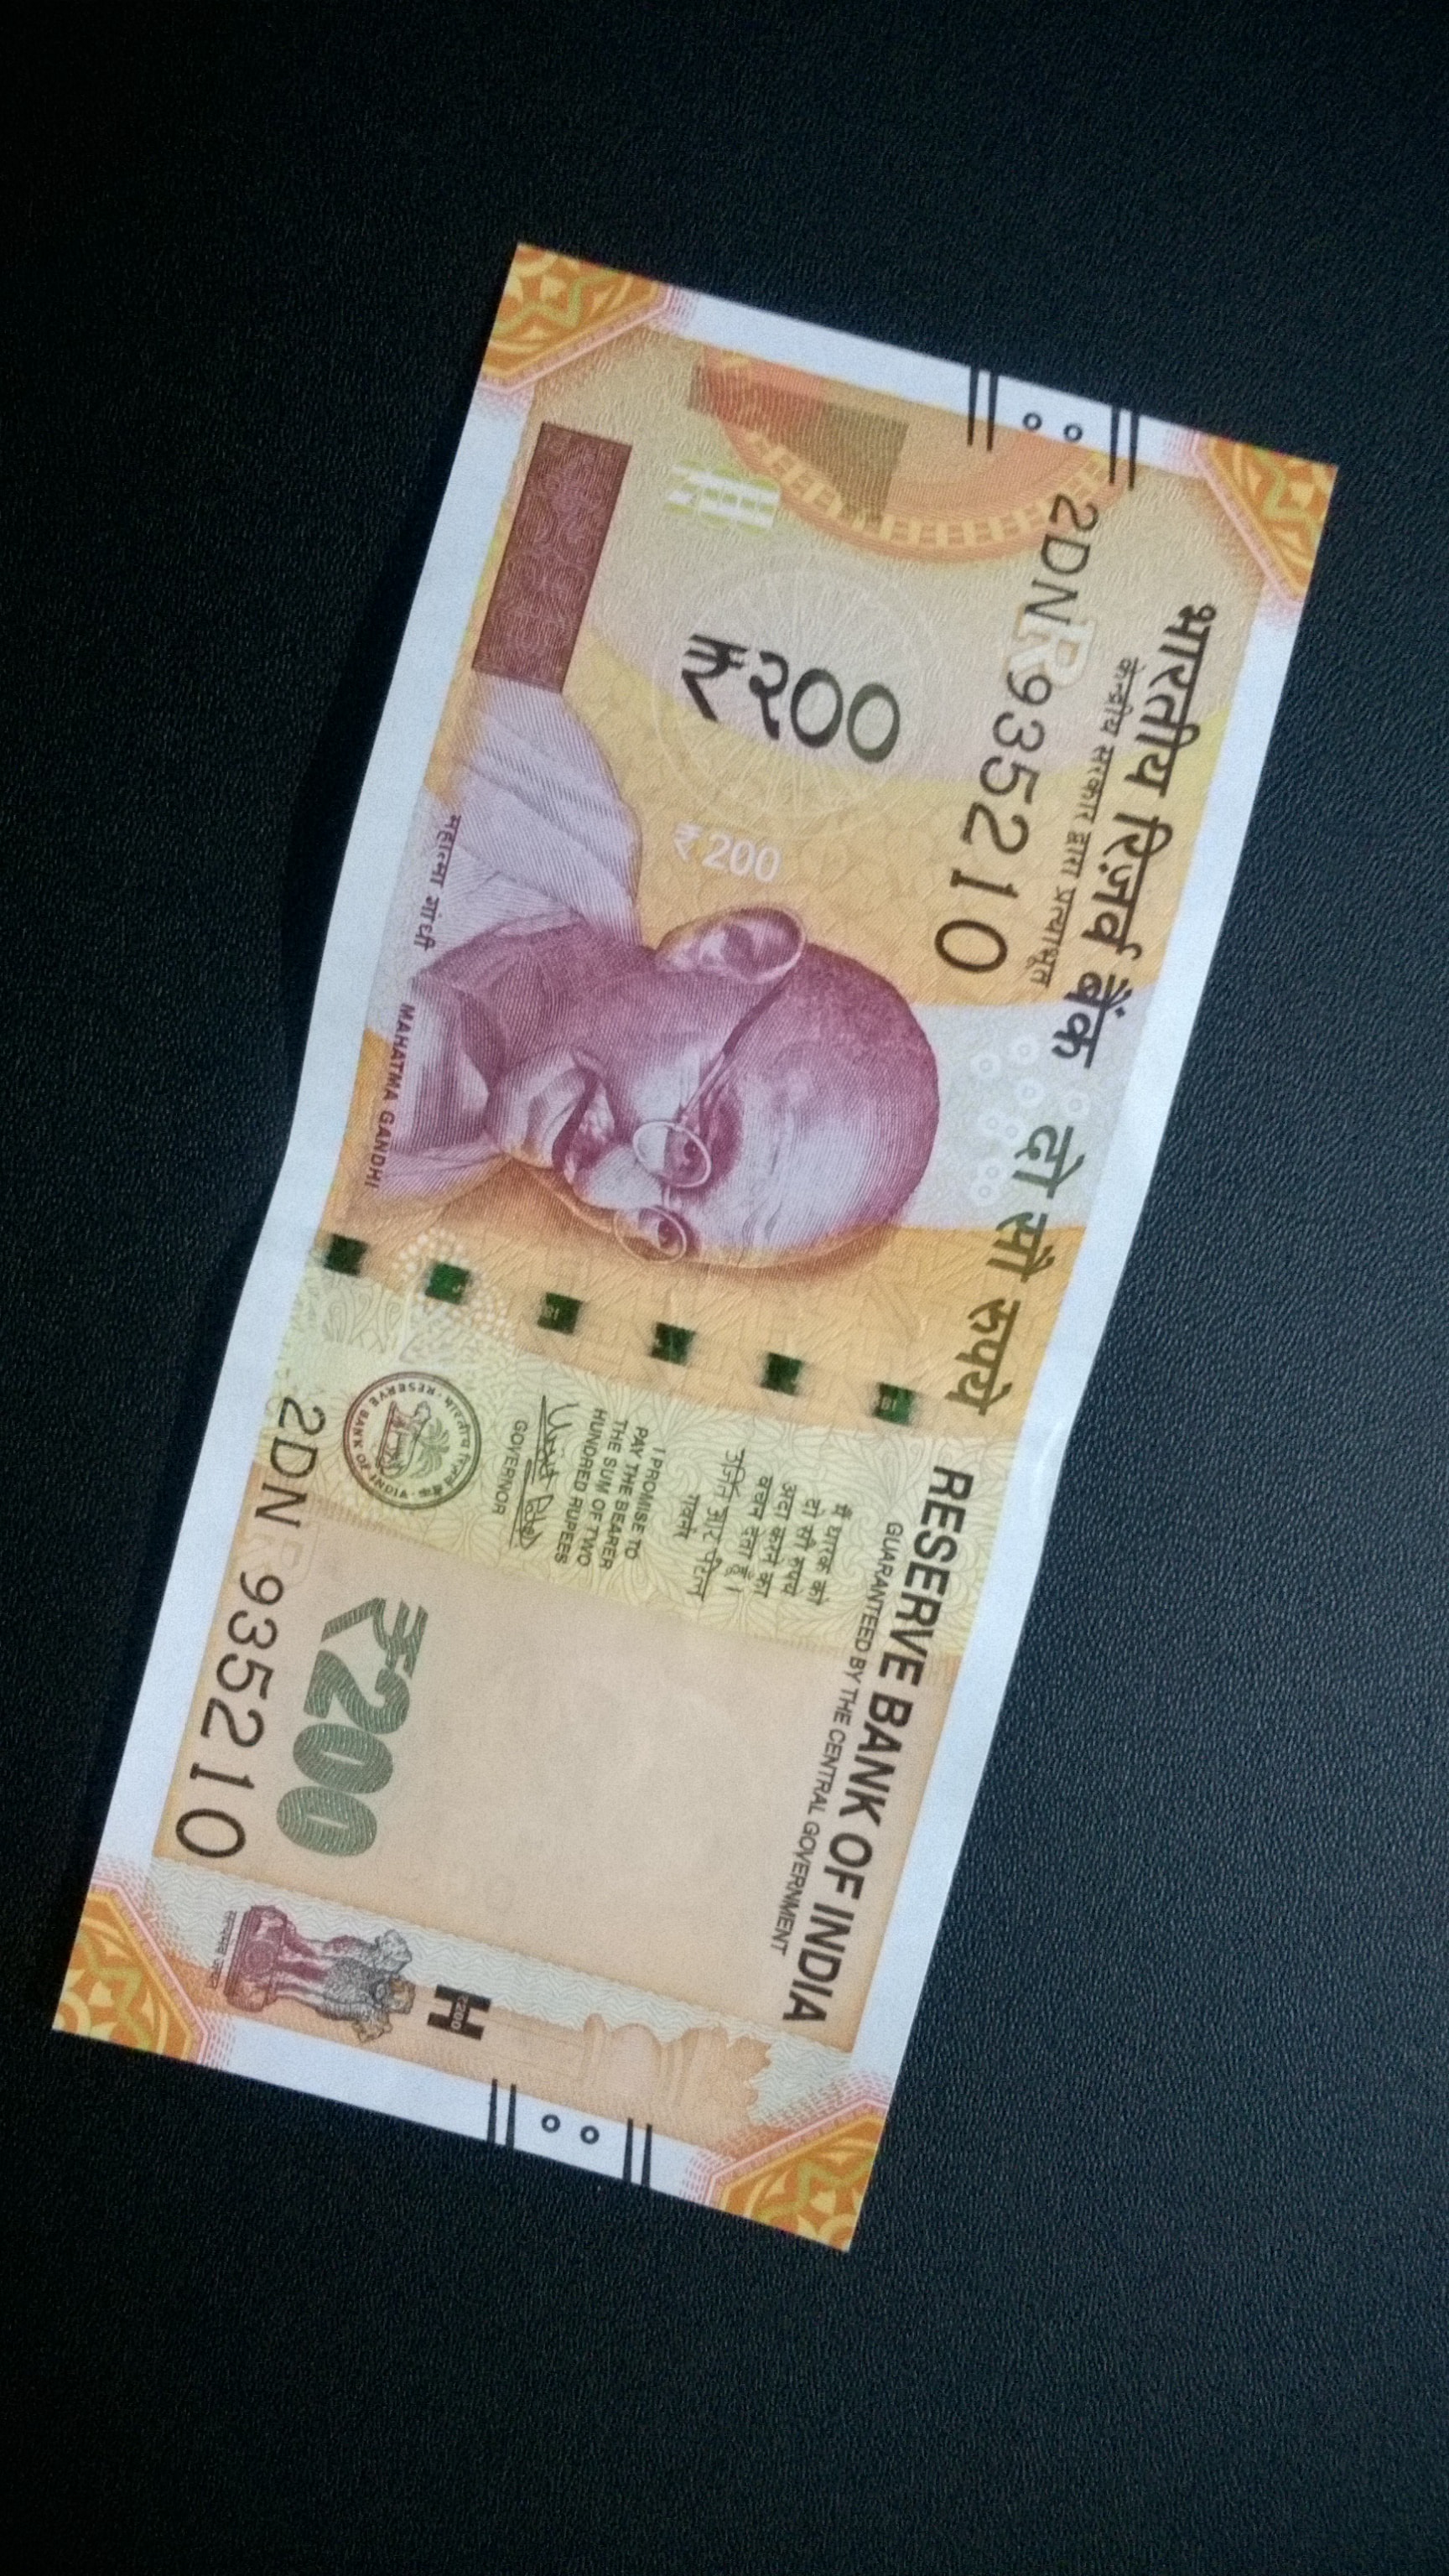 भारतीय रिज़र्व बैंक
केन्द्रीय सरकार द्वारा प्रत्याभूत
2DN 935210
R
दो सौ रुपये
₹२००
₹200
महात्मा गांधी
MAHATMA GANDHI
RESERVE BANK OF INDIA
GUARANTEED BY THE CENTRAL GOVERNMENT
मैं धारक को
दो सौ रुपये
अदा करने का
वचन देता हूँ।
उर्जित आर पटेल
गवर्नर
I PROMISE TO
PAY THE BEARER
THE SUM OF TWO
HUNDRED RUPEES
Urjit Patel
GOVERNOR
भारतीय रिज़र्व बैंक
RESERVE BANK OF INDIA
₹200
2DN 935210
R
H
₹200
सत्यमेव जयते